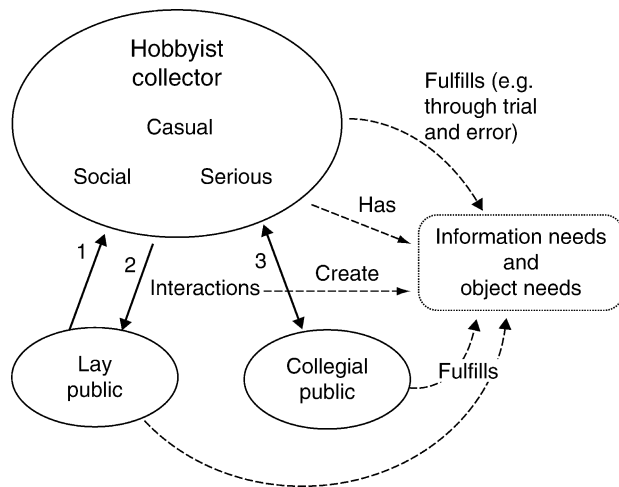 Hobbyist
collector
Casual
Social
Serious
Fulfills (e.g.
through trial
and error)
Has
Information needs
and
object needs
1
2
3
Interactions
Create
Lay
public
Collegial
public
Fulfills